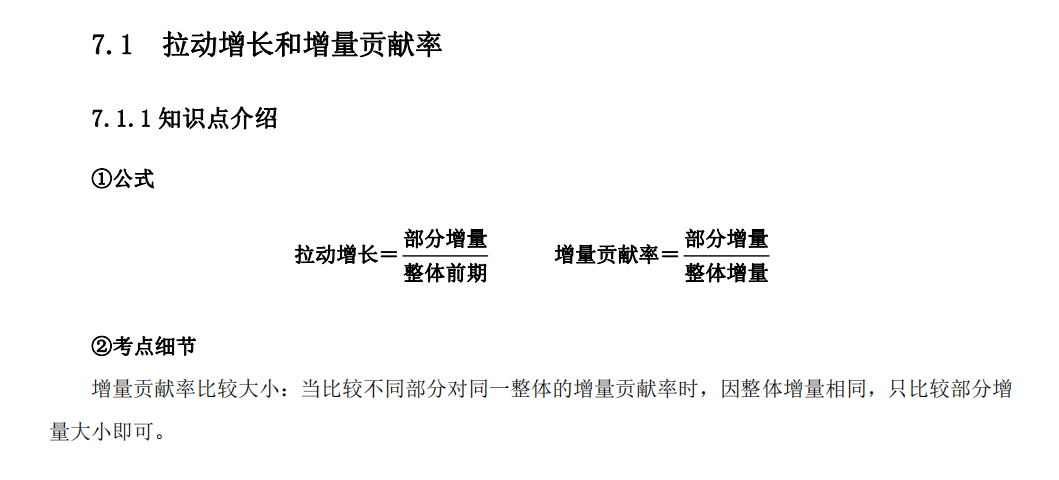 7.1 拉动增长和增量贡献率
7.1.1 知识点介绍
①公式
拉动增长＝部分增量/整体前期 增量贡献率＝部分增量/整体增量
②考点细节
增量贡献率比较大小：当比较不同部分对同一整体的增量贡献率时，因整体增量相同，只比较部分增
量大小即可。